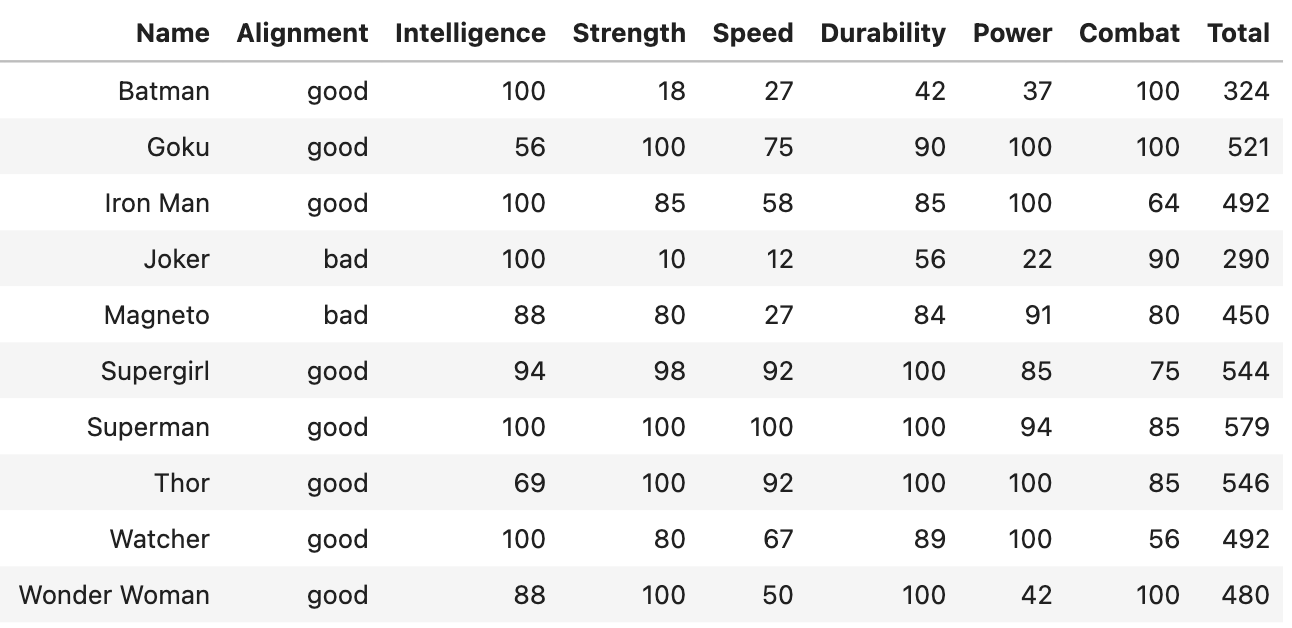 Name Alignment Intelligence Strength Speed Durability Power Combat Total
Batman good 100 18 27 42 37 100 324
Goku good 56 100 75 90 100 100 521
Iron Man good 100 85 58 85 100 64 492
Joker bad 100 10 12 56 22 90 290
Magneto bad 88 80 27 84 91 80 450
Supergirl good 94 98 92 100 85 75 544
Superman good 100 100 100 100 94 85 579
Thor good 69 100 92 100 100 85 546
Watcher good 100 80 67 89 100 56 492
Wonder Woman good 88 100 50 100 42 100 480